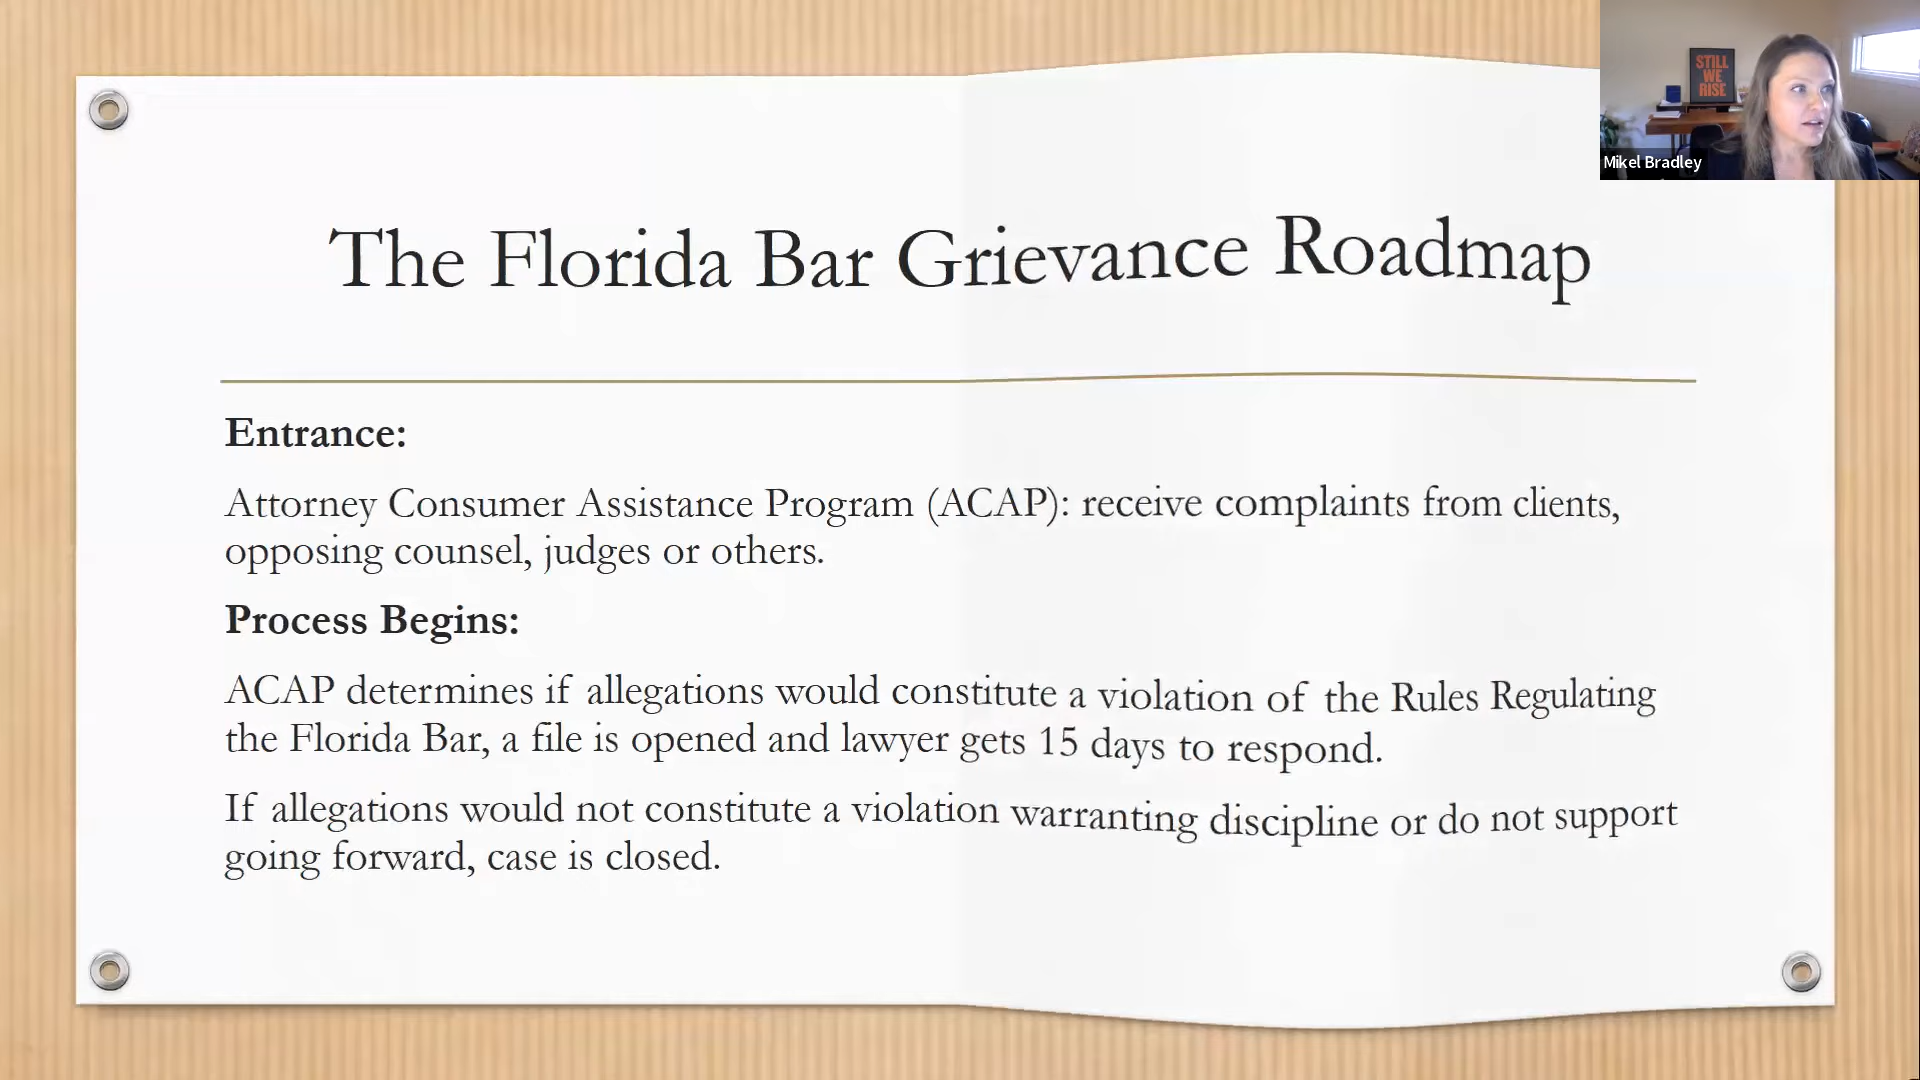 The Florida Bar Grievance Roadmap
Entrance:
Attorney Consumer Assistance Program (ACAP): receive complaints from clients,
opposing counsel, judges or others.
Process Begins:
ACAP determines if allegations would constitute a violation of the Rules Regulating
the Florida Bar, a file is opened and lawyer gets 15 days to respond.
If allegations would not constitute a violation warranting discipline or do not support
going forward, case is closed.
STILL
WE
RISE
Mikel Bradley